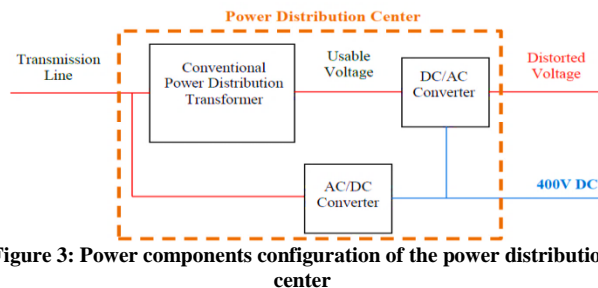 Power Distribution Center
Transmission
Line
Conventional
Power Distribution
Transformer
Usable
Voltage
DC/AC
Converter
Distorted
Voltage
AC/DC
Converter
400V DC
igure 3: Power components configuration of the power distributio
center